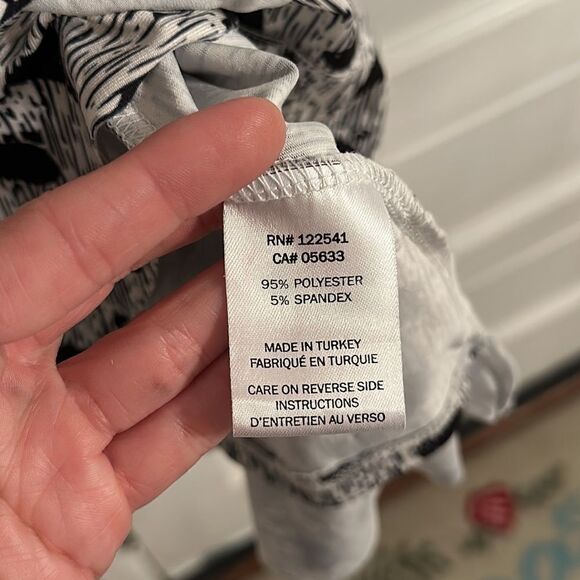 RN# 122541
CA# 05633
95% POLYESTER
5% SPANDEX
MADE IN TURKEY
FABRIQUÉ EN TURQUIE
CARE ON REVERSE SIDE
INSTRUCTIONS
D'ENTRETIEN AU VERSO